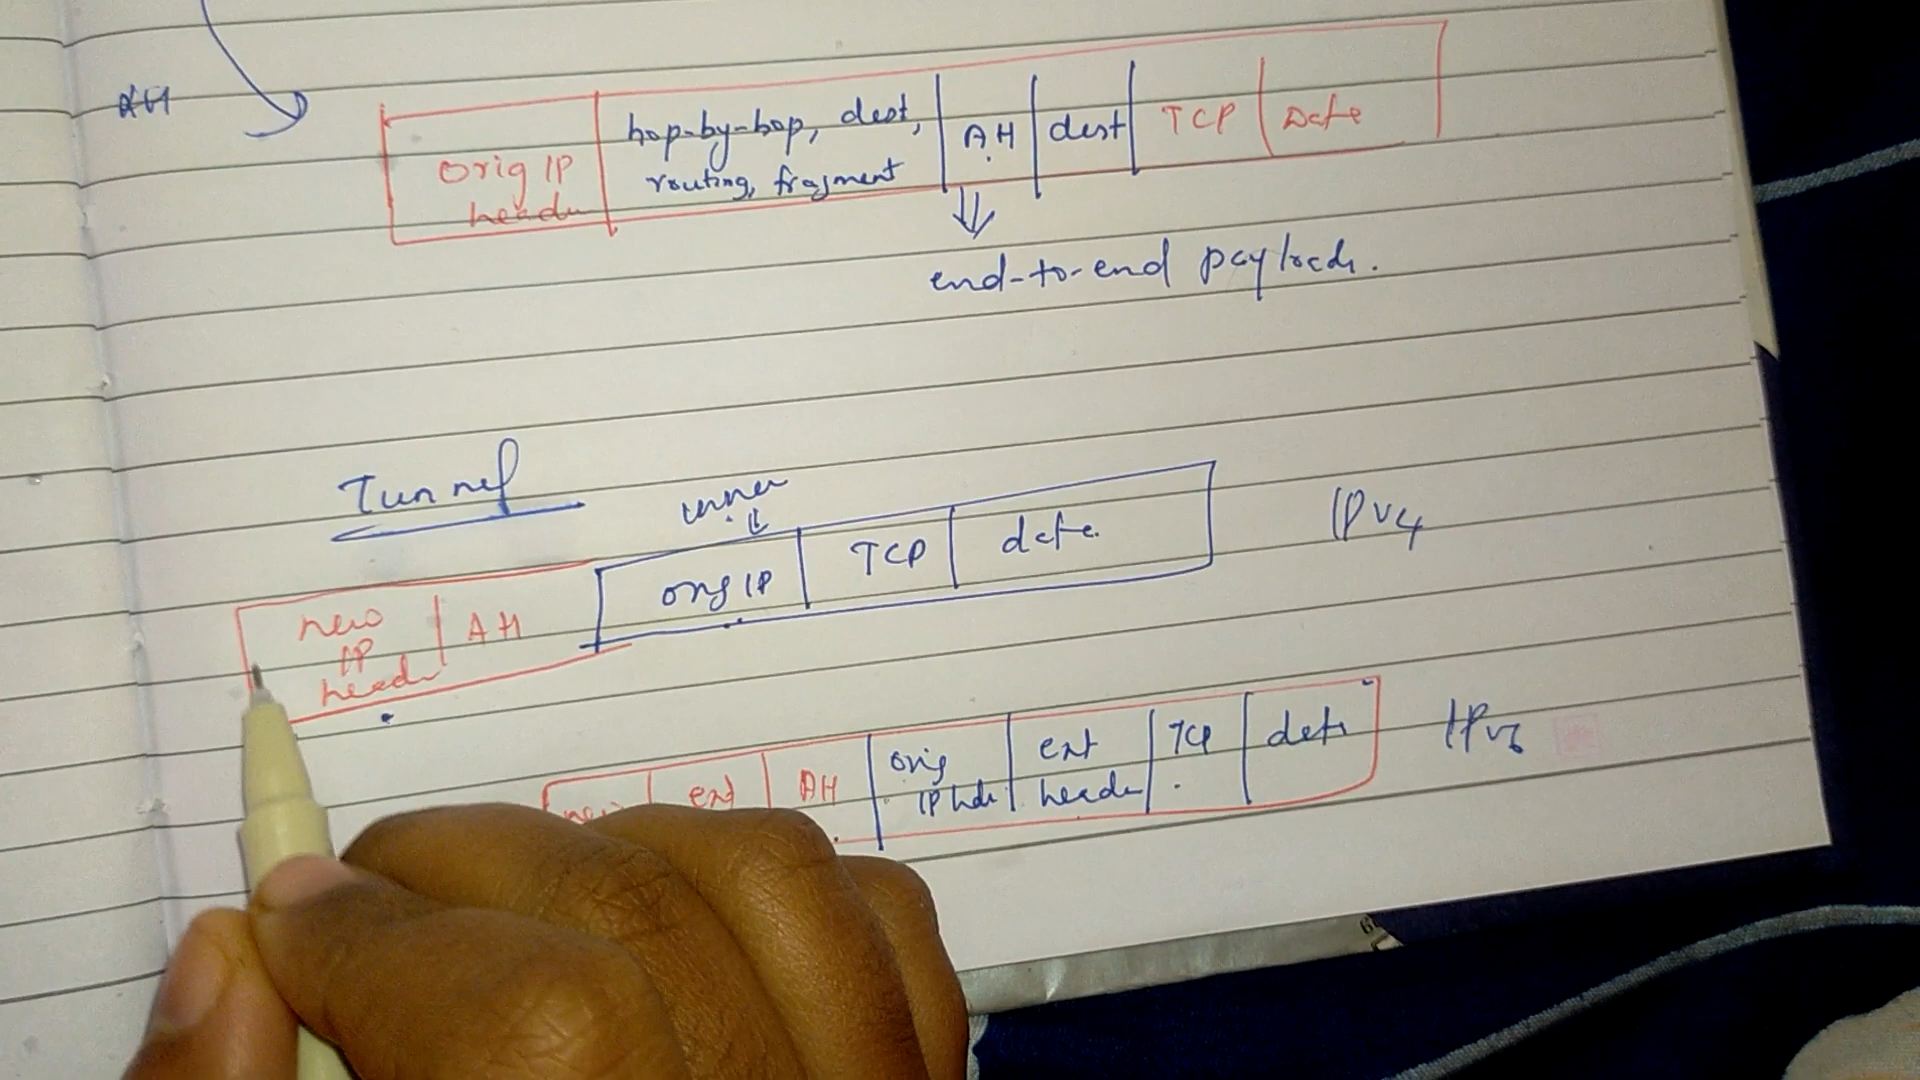 orig IP
header
hop-by-hop, dest,
routing, fragment
AH
dest
TCP
Data
end-to-end payload.
Tunnel
inner
new
IP
header
AH
orig IP
TCP
data
IPv4
ext
AH
orig
IP hdr
ext
header
TCP
data
IPv6